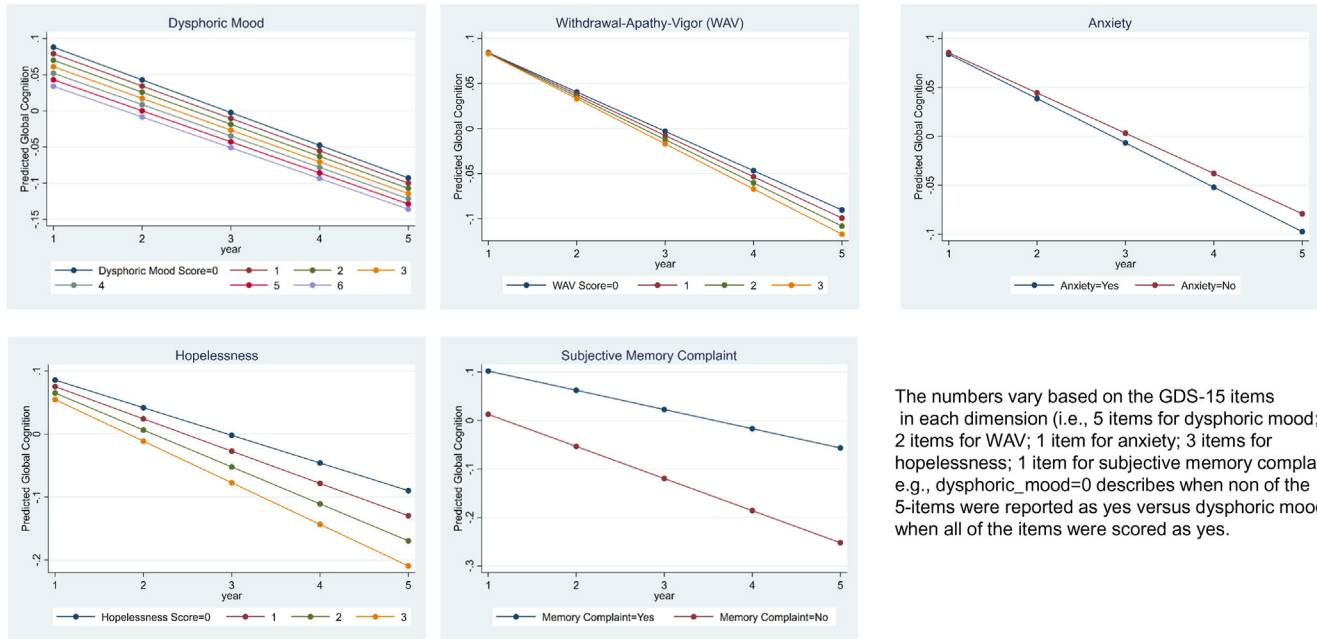 Dysphoric Mood
Predicted Global Cognition
.1
.05
0
-.05
-.1
-.15
1 2 3 4 5
year
Dysphoric Mood Score=0 1 2 3
4 5 6
Withdrawal-Apathy-Vigor (WAV)
Predicted Global Cognition
.1
0.05
0
-.05
-.1
1 2 3 4 5
year
WAV Score=0 1 2 3
Anxiety
Predicted Global Cognition
.1
.05
0
-.05
-.1
1 2 3 4 5
year
Anxiety=Yes Anxiety=No
Hopelessness
Predicted Global Cognition
.1
0
-.1
-.2
1 2 3 4 5
year
Hopelessness Score=0 1 2 3
Subjective Memory Complaint
Predicted Global Cognition
.1
0
-.1
-.2
-.3
1 2 3 4 5
year
Memory Complaint=Yes Memory Complaint=No
The numbers vary based on the GDS-15 items
in each dimension (i.e., 5 items for dysphoric mood;
2 items for WAV; 1 item for anxiety; 3 items for
hopelessness; 1 item for subjective memory compla
e.g., dysphoric_mood=0 describes when non of the
5-items were reported as yes versus dysphoric mood
when all of the items were scored as yes.